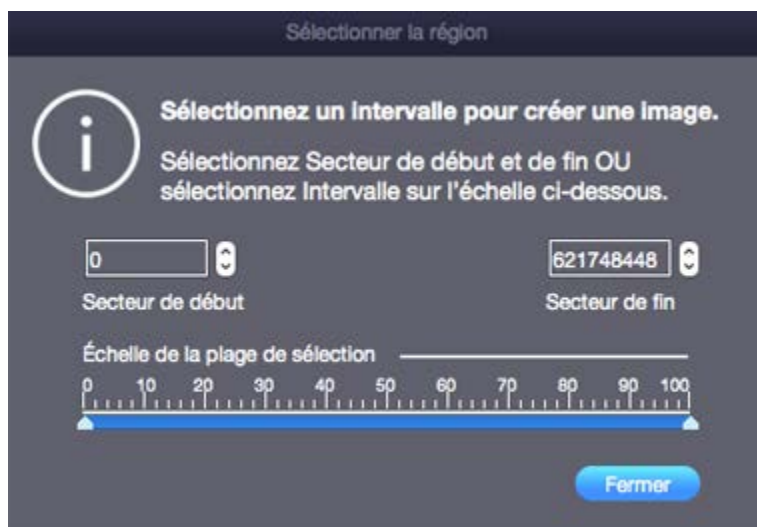 Sélectionner la région
Sélectionnez un intervalle pour créer une image.
Sélectionnez Secteur de début et de fin OU
sélectionnez Intervalle sur l'échelle ci-dessous.
0 621748448
Secteur de début Secteur de fin
Échelle de la plage de sélection
0 10 20 30 40 50 60 70 80 90 100
Fermer